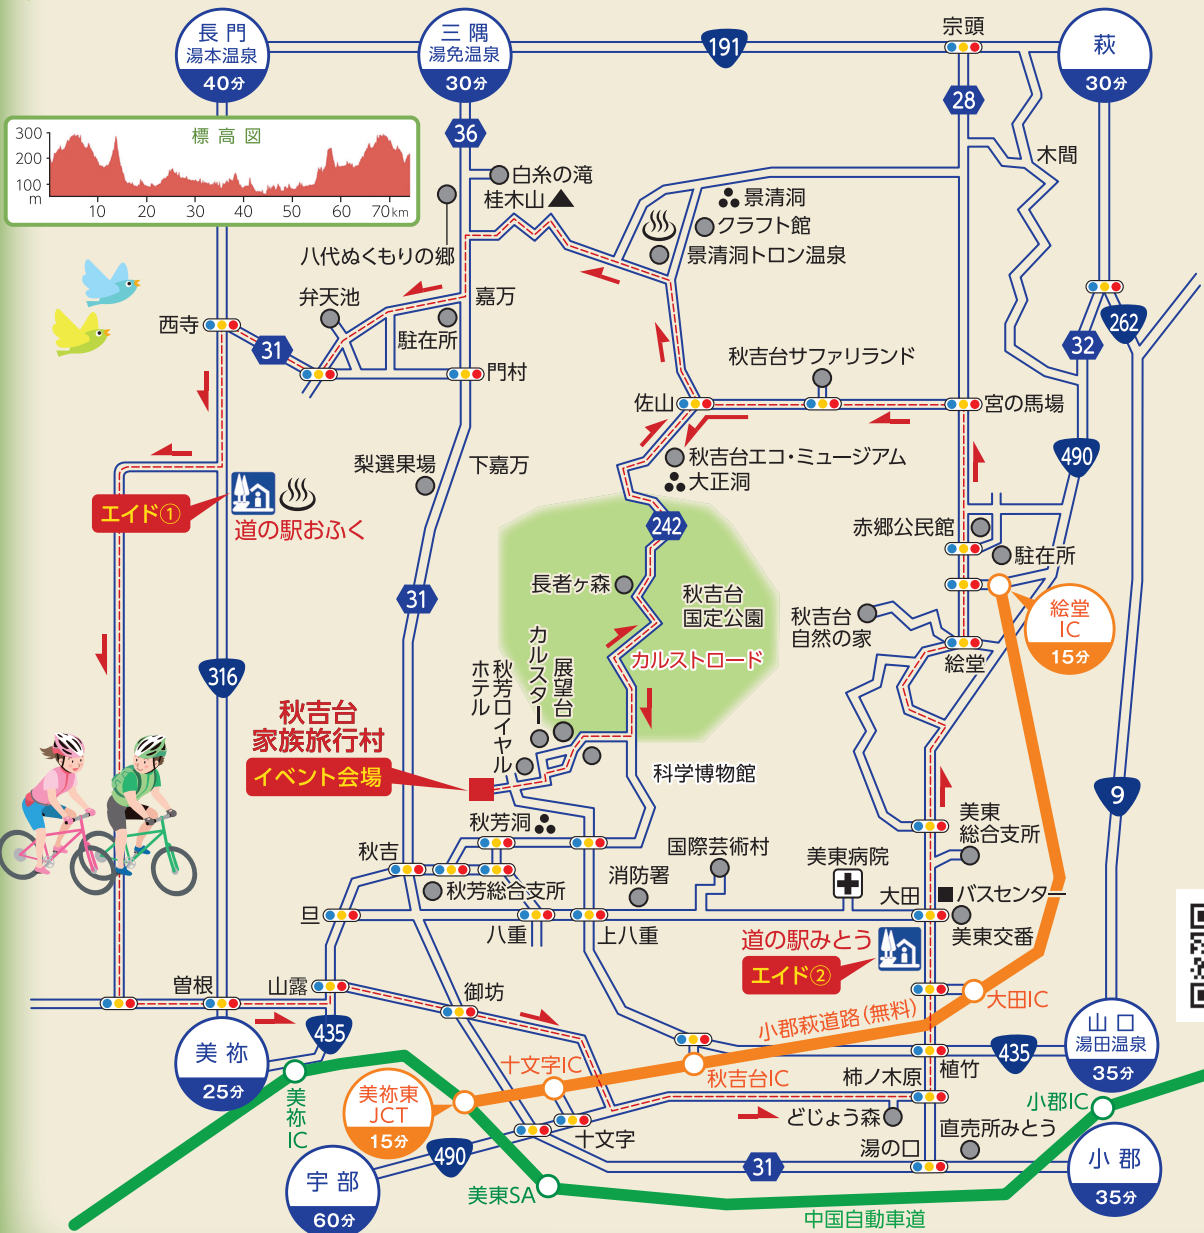 長門
湯本温泉
40分
三隅
湯免温泉
30分
191
宗頭
萩
30分
標高図
300
200
100
m
10
20
30
40
50
60
70km
36
28
白糸の滝
桂木山
木間
景清洞
クラフト館
景清洞トロン温泉
八代ぬくもりの郷
弁天池
嘉万
駐在所
西寺
31
門村
262
32
秋吉台サファリランド
佐山
宮の馬場
梨選果場
下嘉万
秋吉台エコ・ミュージアム
大正洞
490
エイド①
道の駅おふく
242
赤郷公民館
駐在所
長者ヶ森
秋吉台
国定公園
31
秋吉台
自然の家
絵堂
IC
15分
カルストロード
絵堂
316
カルスター
展望台
秋芳ロイヤル
ホテル
秋吉台
家族旅行村
イベント会場
科学博物館
9
秋芳洞
美東
総合支所
秋吉
秋芳総合支所
国際芸術村
消防署
美東病院
大田
バスセンター
旦
八重
上八重
美東交番
道の駅みとう
エイド②
曽根
山露
御坊
大田IC
小郡萩道路(無料)
435
美祢
25分
山口
湯田温泉
35分
435
十文字IC
秋吉台IC
柿ノ木原
植竹
美祢
IC
美祢東
JCT
15分
どじょう森
小郡IC
十文字
直売所みとう
湯の口
490
宇部
60分
31
小郡
35分
美東SA
中国自動車道